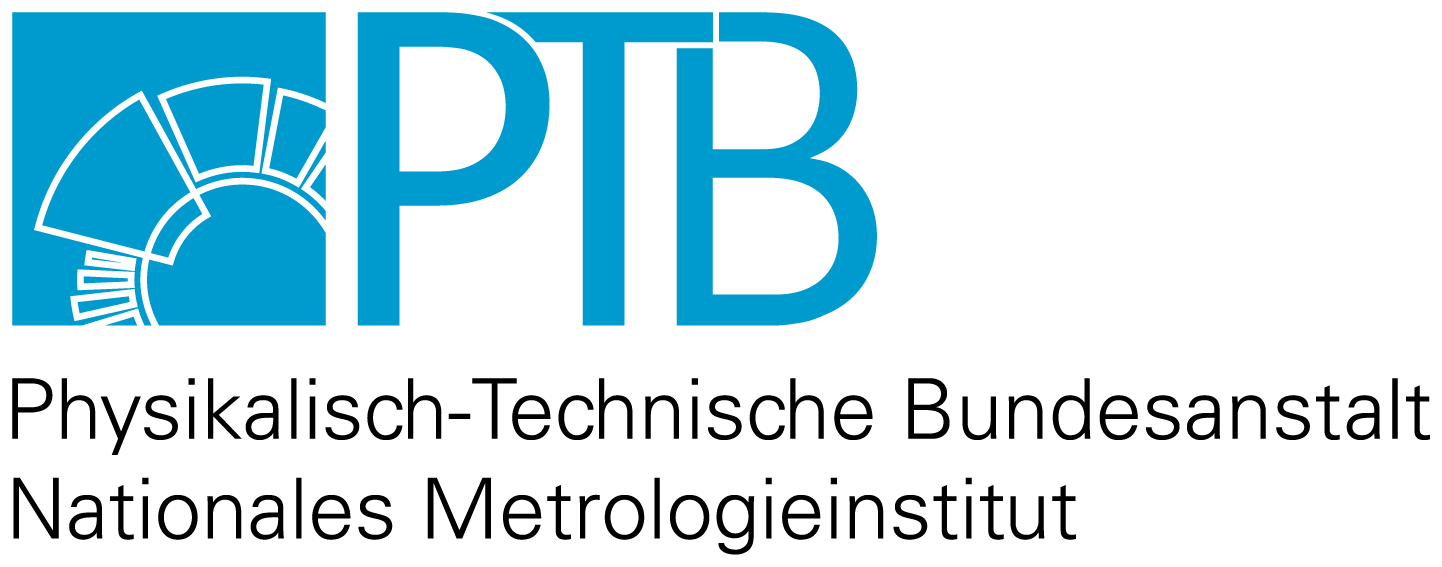 PTB
Physikalisch-Technische Bundesanstalt
Nationales Metrologieinstitut